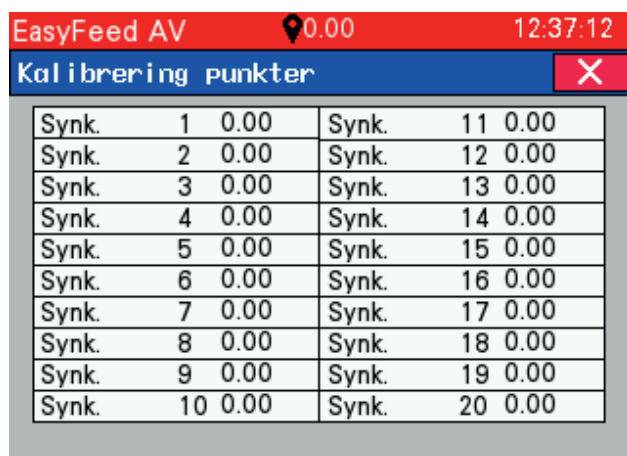 EasyFeed AV 0.00 12:37:12
Kalibrering punkter
Synk. 1 0.00 Synk. 11 0.00
Synk. 2 0.00 Synk. 12 0.00
Synk. 3 0.00 Synk. 13 0.00
Synk. 4 0.00 Synk. 14 0.00
Synk. 5 0.00 Synk. 15 0.00
Synk. 6 0.00 Synk. 16 0.00
Synk. 7 0.00 Synk. 17 0.00
Synk. 8 0.00 Synk. 18 0.00
Synk. 9 0.00 Synk. 19 0.00
Synk. 10 0.00 Synk. 20 0.00